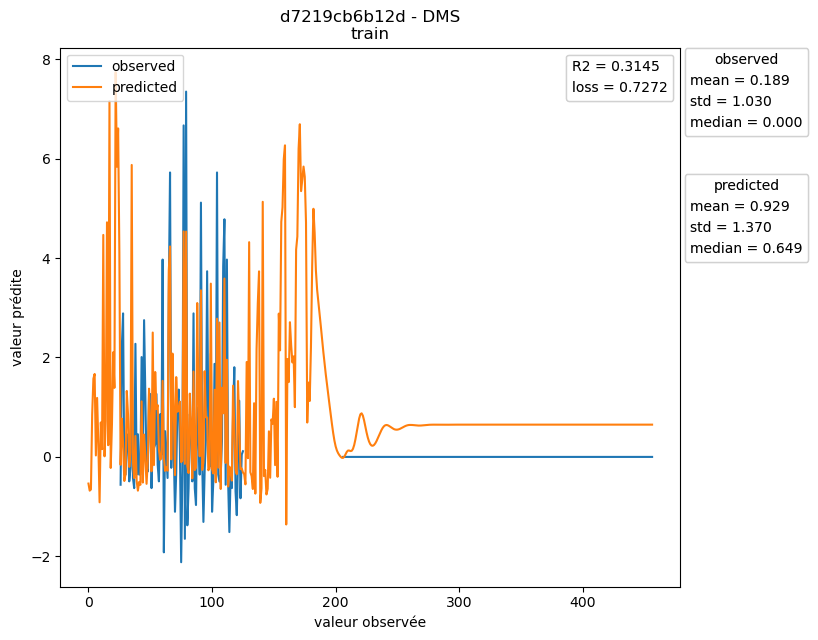 d7219cb6b12d - DMS
train
observed
predicted
R2 = 0.3145
loss = 0.7272
observed
mean = 0.189
std = 1.030
median = 0.000
predicted
mean = 0.929
std = 1.370
median = 0.649
valeur prédite
8
6
4
2
0
−2
0
100
200
300
400
valeur observée